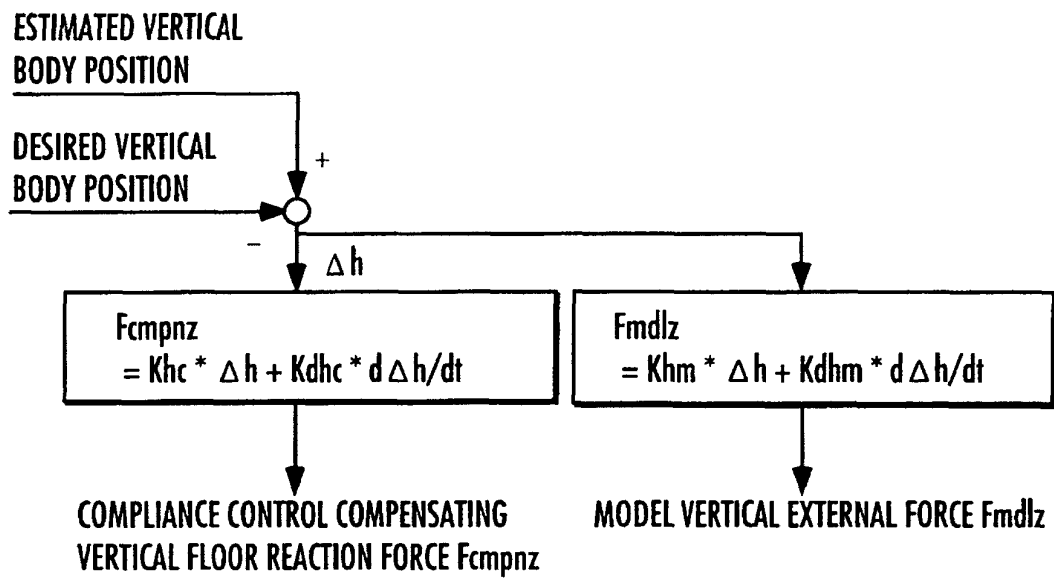 ESTIMATED VERTICAL
BODY POSITION
+
DESIRED VERTICAL
BODY POSITION
−
Δh
Fcmpnz
= Khc * Δh + Kdhc * dΔh/dt
Fmdlz
= Khm * Δh + Kdhm * dΔh/dt
COMPLIANCE CONTROL COMPENSATING
VERTICAL FLOOR REACTION FORCE Fcmpnz
MODEL VERTICAL EXTERNAL FORCE Fmdlz